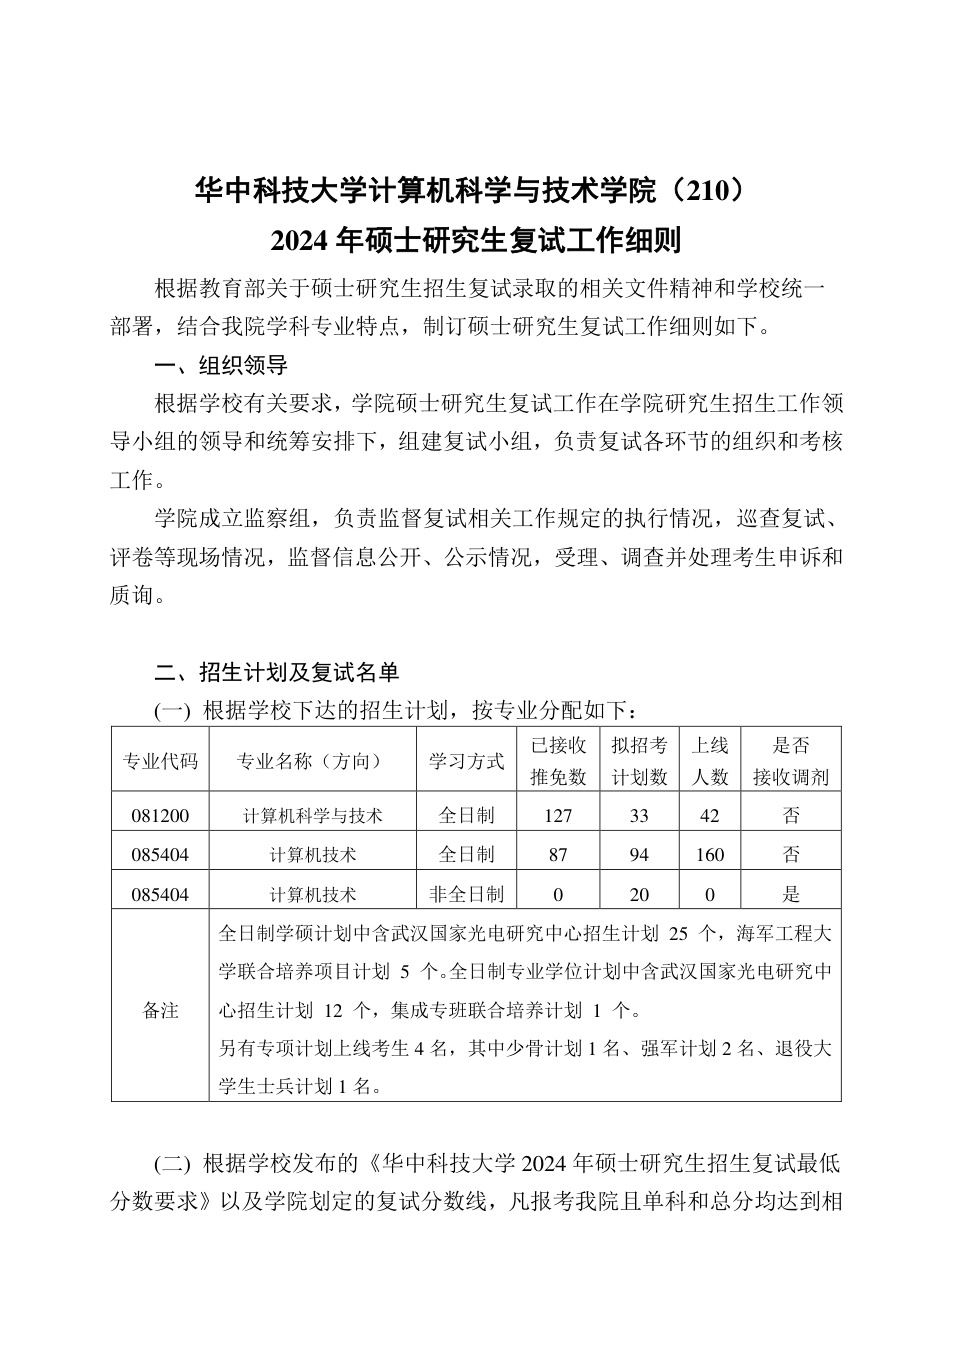 华中科技大学计算机科学与技术学院（210）
2024 年硕士研究生复试工作细则
根据教育部关于硕士研究生招生复试录取的相关文件精神和学校统一
部署，结合我院学科专业特点，制订硕士研究生复试工作细则如下。
一、组织领导
根据学校有关要求，学院硕士研究生复试工作在学院研究生招生工作领
导小组的领导和统筹安排下，组建复试小组，负责复试各环节的组织和考核
工作。
学院成立监察组，负责监督复试相关工作规定的执行情况，巡查复试、
评卷等现场情况，监督信息公开、公示情况，受理、调查并处理考生申诉和
质询。
二、招生计划及复试名单
(一) 根据学校下达的招生计划，按专业分配如下：
专业代码 专业名称（方向） 学习方式 已接收推免数 拟招考计划数 上线人数 是否接收调剂
081200 计算机科学与技术 全日制 127 33 42 否
085404 计算机技术 全日制 87 94 160 否
085404 计算机技术 非全日制 0 20 0 是
备注
全日制学硕计划中含武汉国家光电研究中心招生计划 25 个，海军工程大
学联合培养项目计划 5 个。全日制专业学位计划中含武汉国家光电研究中
心招生计划 12 个，集成专班联合培养计划 1 个。
另有专项计划上线考生 4 名，其中少骨计划 1 名、强军计划 2 名、退役大
学生士兵计划 1 名。
(二) 根据学校发布的《华中科技大学 2024 年硕士研究生招生复试最低
分数要求》以及学院划定的复试分数线，凡报考我院且单科和总分均达到相